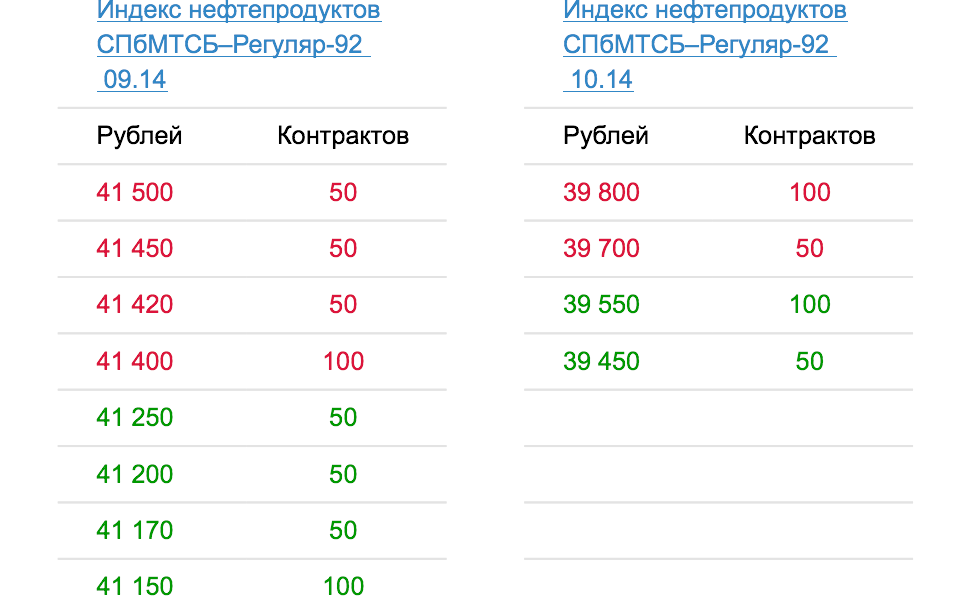 Индекс нефтепродуктов
СПбМТСБ–Регуляр-92
09.14
Рублей Контрактов
41 500 50
41 450 50
41 420 50
41 400 100
41 250 50
41 200 50
41 170 50
41 150 100
Индекс нефтепродуктов
СПбМТСБ–Регуляр-92
10.14
Рублей Контрактов
39 800 100
39 700 50
39 550 100
39 450 50